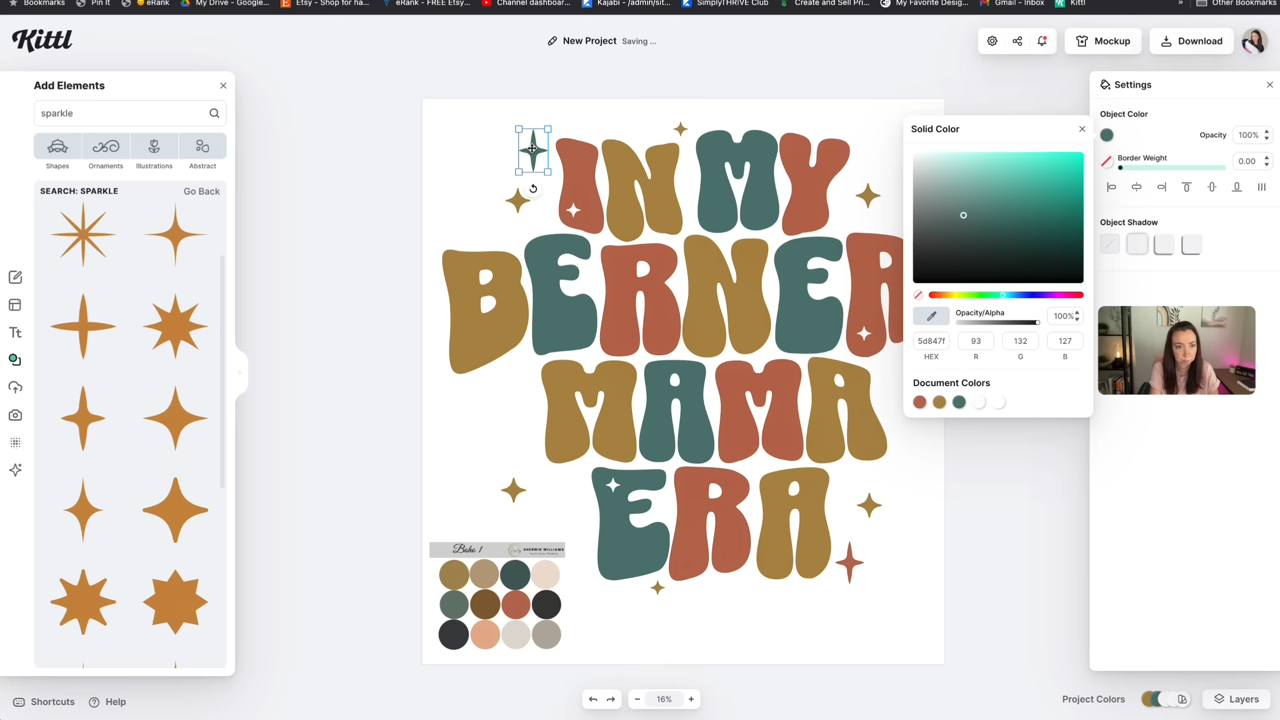 Bookmarks
Pin It
eRank
My Drive - Google...
Etsy - Shop for ha...
eRank – FREE Etsy...
Channel dashboar...
Kajabi - /admin/sit...
SimplyTHRIVE Club
Create and Sell Pri...
My Favorite Desig...
Gmail - Inbox
Kittl
»
Other Bookmarks
Kittl
New Project
Saving ...
Mockup
Download
Add Elements
sparkle
Shapes
Ornaments
Illustrations
Abstract
SEARCH: SPARKLE
Go Back
Tt
IN MY
BERNER
MAMA
ERA
Boho 1
SHERWIN WILLIAMS
Solid Color
Opacity/Alpha
100%
5d847f
93
132
127
HEX
R
G
B
Document Colors
Settings
Object Color
Opacity
100%
Border Weight
0.00
Object Shadow
Shortcuts
Help
16%
Project Colors
Layers